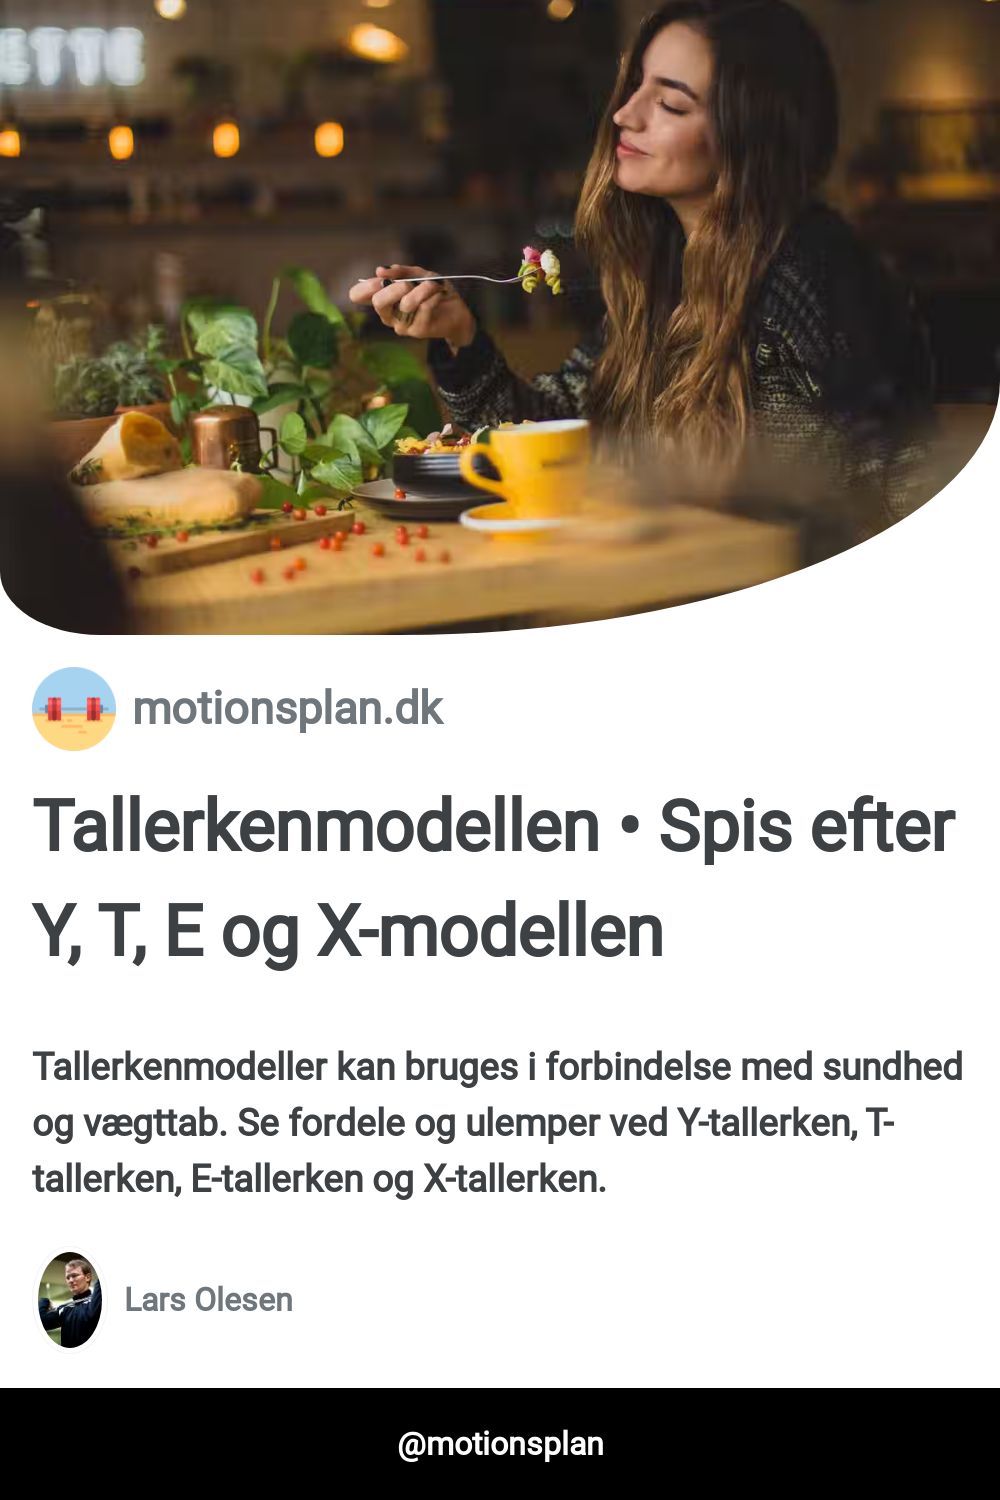 ETTE
motionsplan.dk
Tallerkenmodellen • Spis efter
Y, T, E og X-modellen
Tallerkenmodeller kan bruges i forbindelse med sundhed
og vægttab. Se fordele og ulemper ved Y-tallerken, T-
tallerken, E-tallerken og X-tallerken.
Lars Olesen
@motionsplan